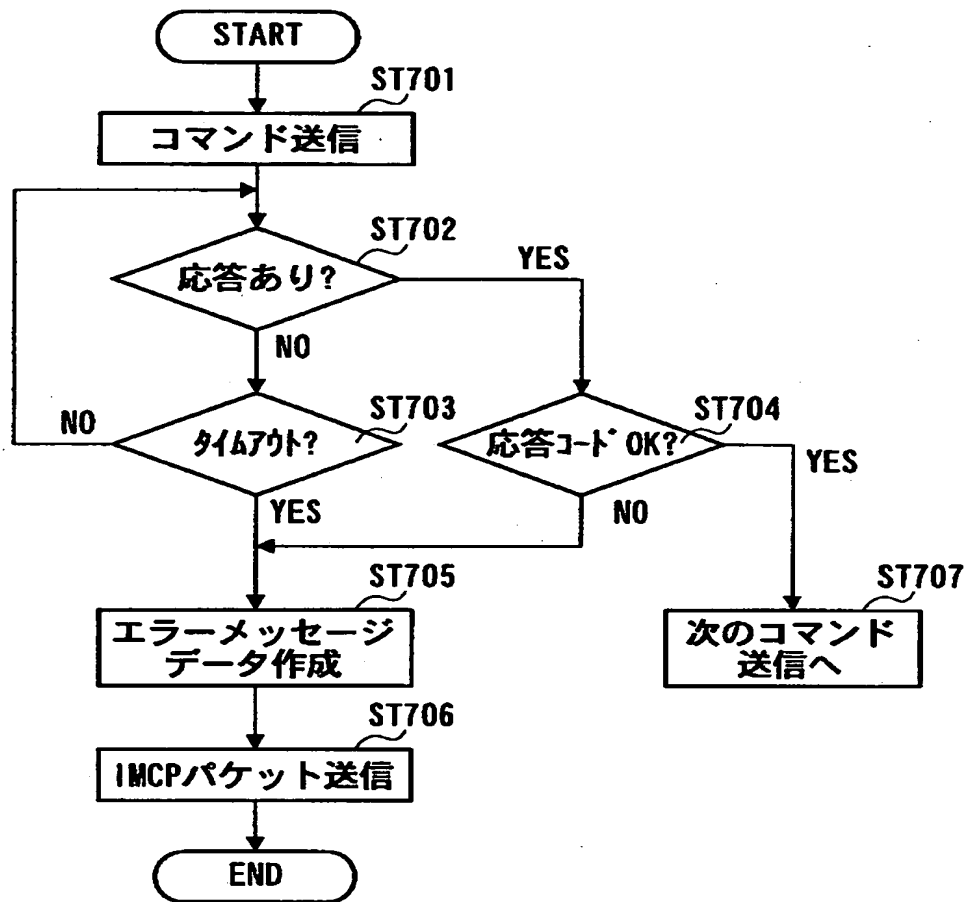 START
ST701
コマンド送信
ST702
応答あり?
YES
NO
ST703
タイムアウト?
NO
YES
ST704
応答コード OK?
YES
NO
ST705
エラーメッセージ
データ作成
ST706
IMCPパケット送信
ST707
次のコマンド
送信へ
END